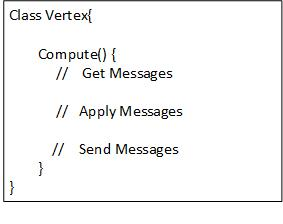 Class Vertex{
Compute() {
// Get Messages
// Apply Messages
// Send Messages
}
}